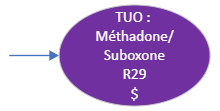 TUO :
Méthadone/
Suboxone
R29
$